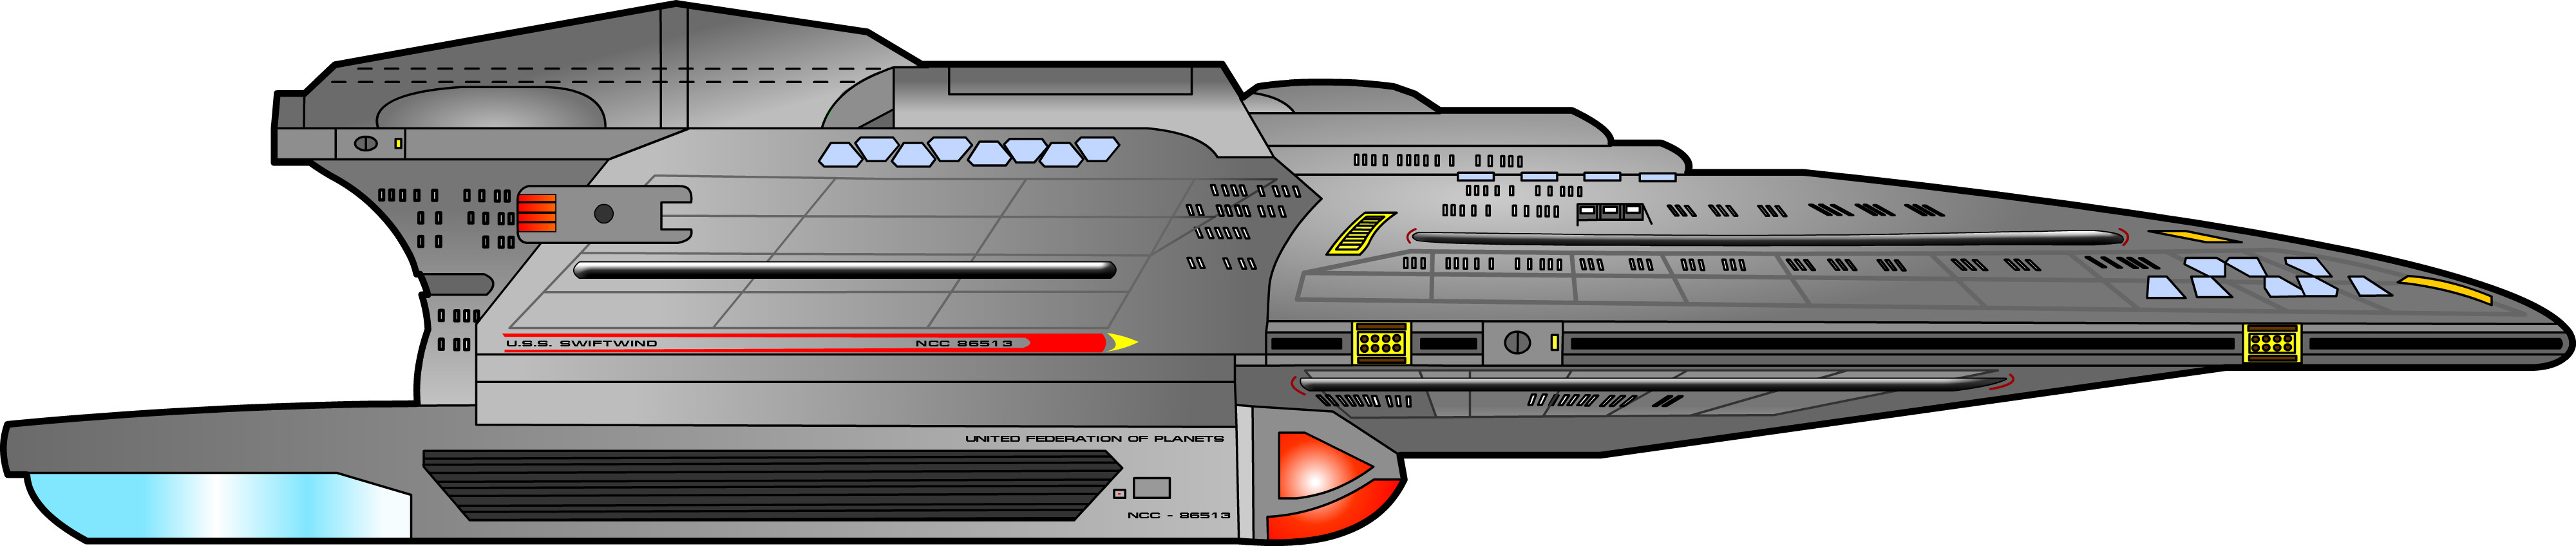 U.S.S. SWIFTWIND NCC 86513
UNITED FEDERATION OF PLANETS
NCC - 86513